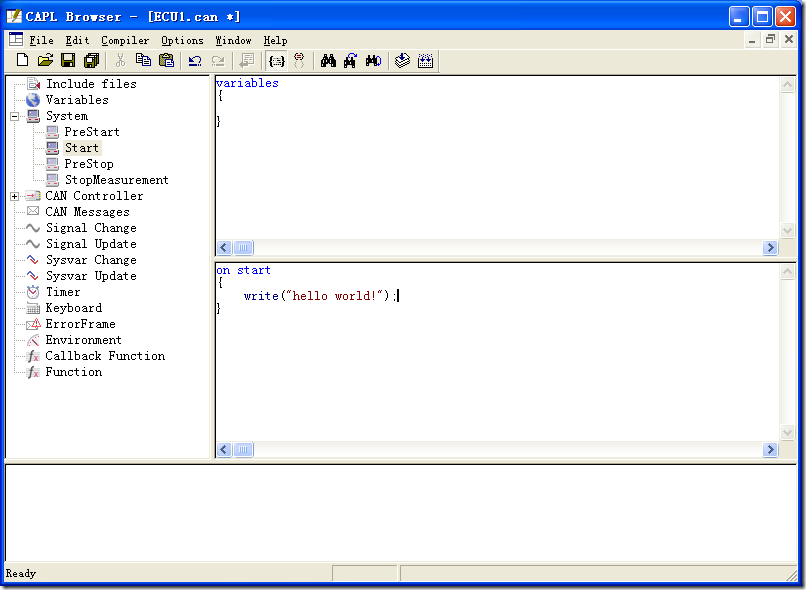 CAPL Browser - [ECU1.can *]
File Edit Compiler Options Window Help
Include files
Variables
System
PreStart
Start
PreStop
StopMeasurement
CAN Controller
CAN Messages
Signal Change
Signal Update
Sysvar Change
Sysvar Update
Timer
Keyboard
ErrorFrame
Environment
Callback Function
Function
variables
{
}
on start
{
write("hello world!");
}
Ready